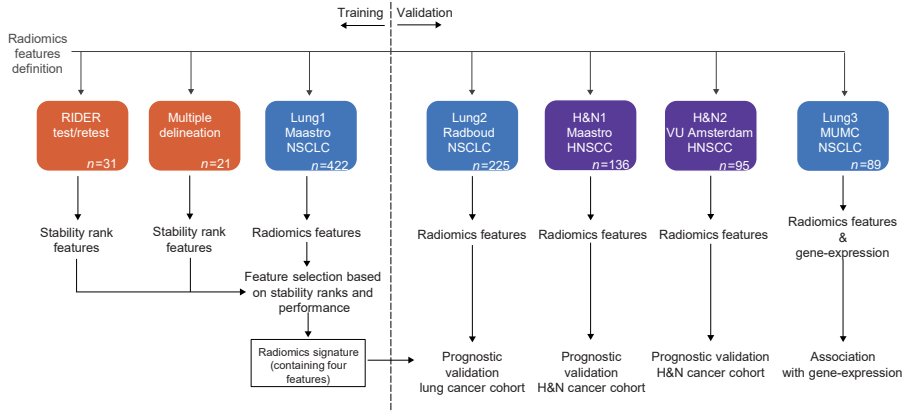 Training
Validation
Radiomics
features
definition
RIDER
test/retest
n=31
Multiple
delineation
n=21
Lung1
Maastro
NSCLC
n=422
Lung2
Radboud
NSCLC
n=225
H&N1
Maastro
HNSCC
n=136
H&N2
VU Amsterdam
HNSCC
n=95
Lung3
MUMC
NSCLC
n=89
Stability rank
features
Stability rank
features
Radiomics features
Radiomics features
Radiomics features
Radiomics features
Radiomics features
&
gene-expression
Feature selection based
on stability ranks and
performance
Radiomics signature
(containing four
features)
Prognostic
validation
lung cancer cohort
Prognostic
validation
H&N cancer cohort
Prognostic validation
H&N cancer cohort
Association
with gene-expression